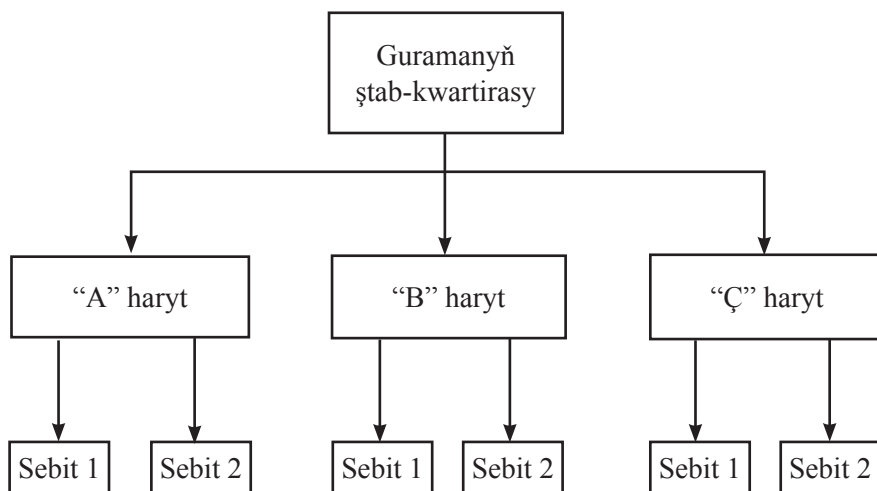 Guramanyň
ştab-kwartirasy
“A” haryt
“B” haryt
“Ç” haryt
Sebit 1
Sebit 2
Sebit 1
Sebit 2
Sebit 1
Sebit 2